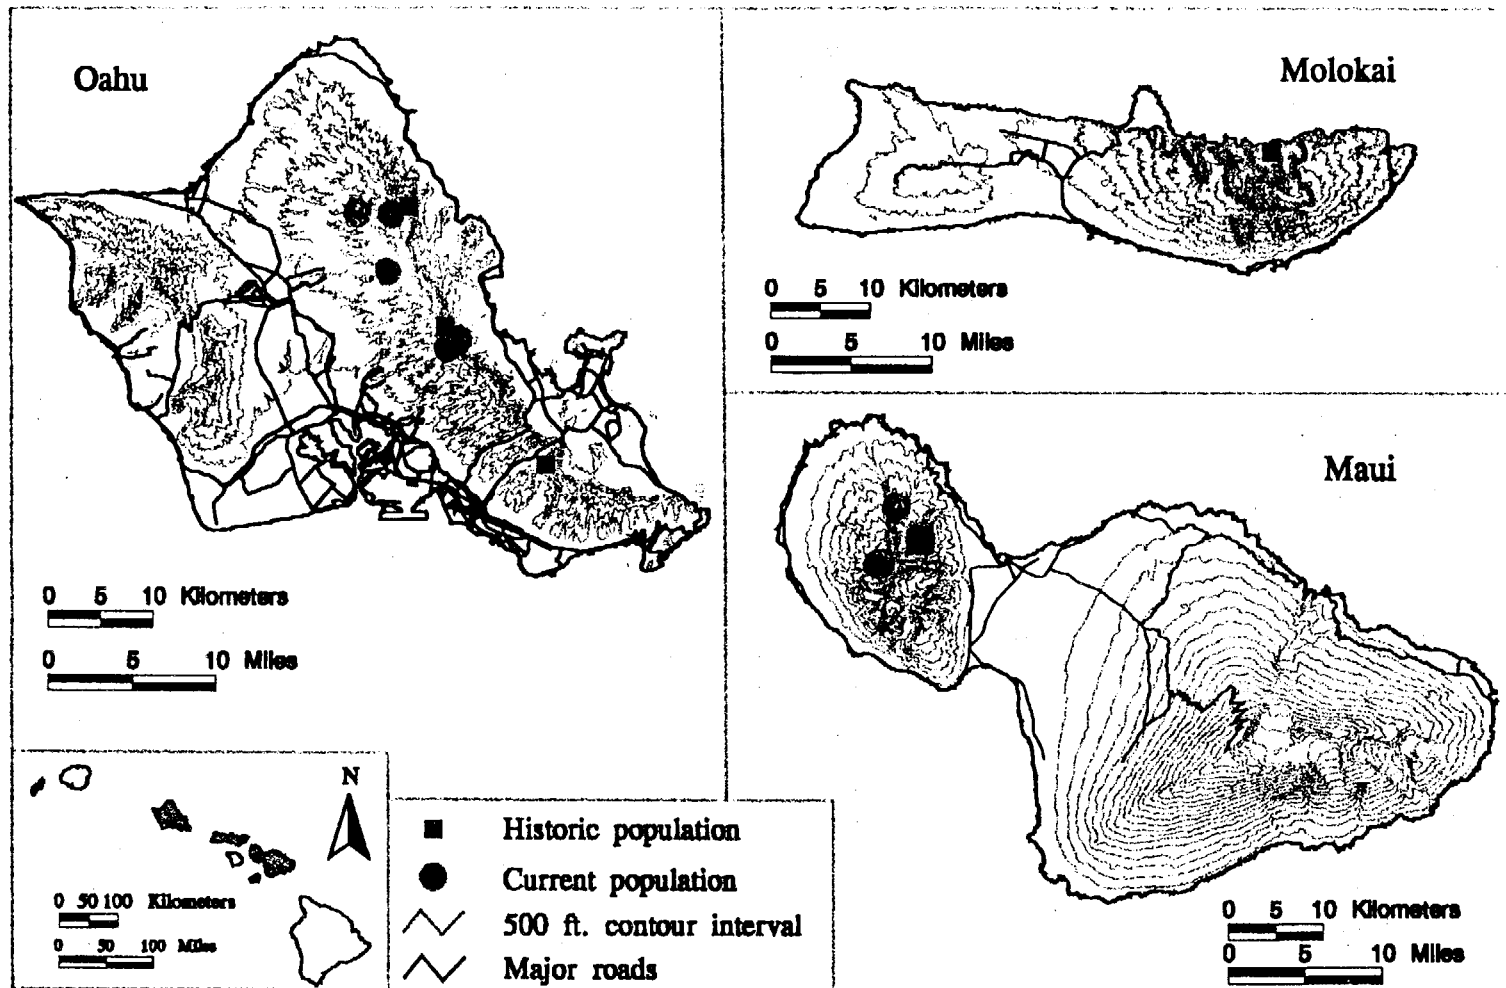 Oahu
0 5 10 Kilometers
0 5 10 Miles
Molokai
0 5 10 Kilometers
0 5 10 Miles
Maui
0 5 10 Kilometers
0 5 10 Miles
N
0 50 100 Kilometers
0 50 100 Miles
Historic population
Current population
500 ft. contour interval
Major roads